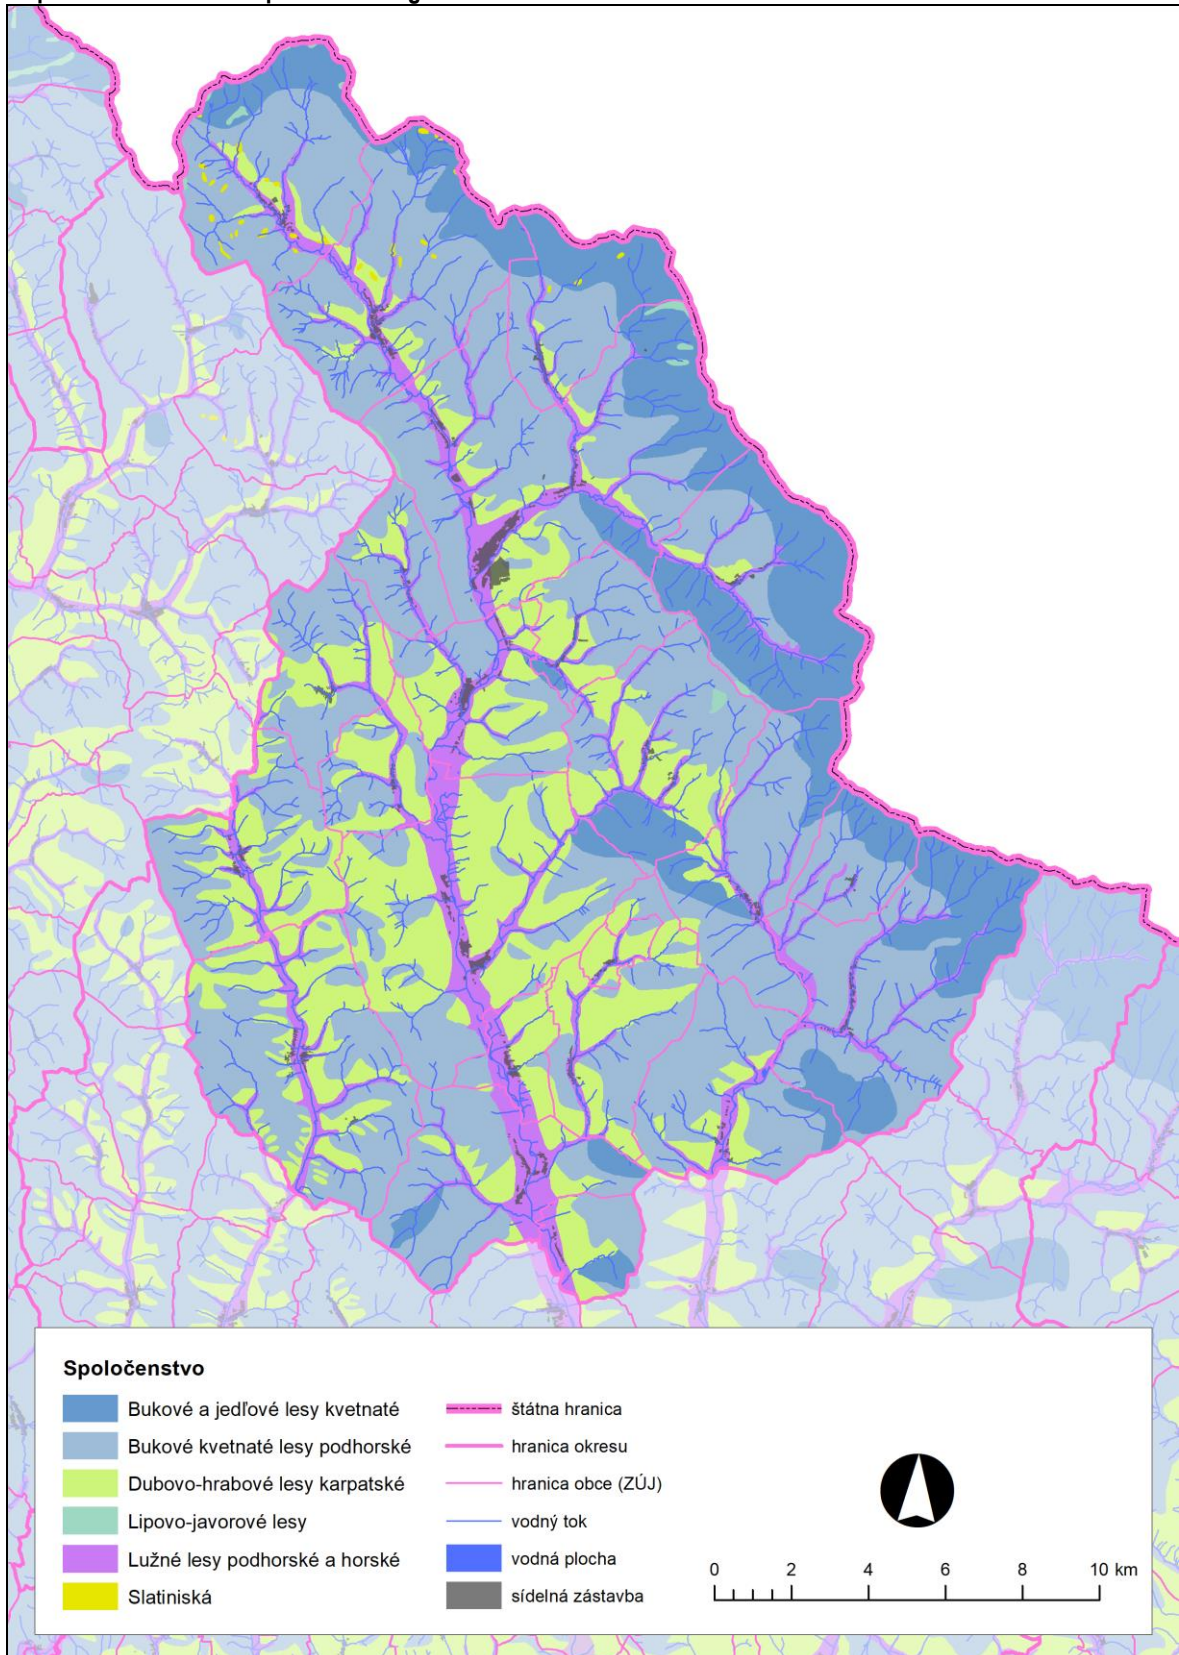 Spoločenstvo
Bukové a jedľové lesy kvetnaté
Bukové kvetnaté lesy podhorské
Dubovo-hrabové lesy karpatské
Lipovo-javorové lesy
Lužné lesy podhorské a horské
Slatiniská
štátna hranica
hranica okresu
hranica obce (ZÚJ)
vodný tok
vodná plocha
sídelná zástavba
0 2 4 6 8 10 km